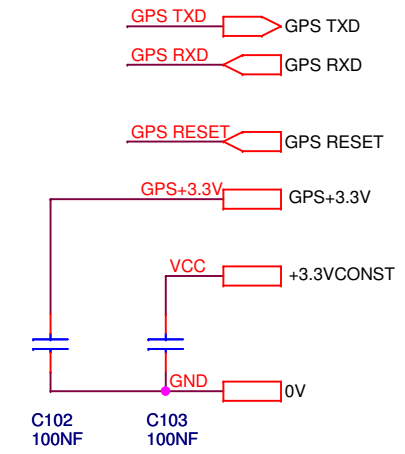 GPS TXD GPS TXD
GPS RXD GPS RXD
GPS RESET GPS RESET
GPS+3.3V GPS+3.3V
VCC +3.3VCONST
GND 0V
C102 C103
100NF 100NF